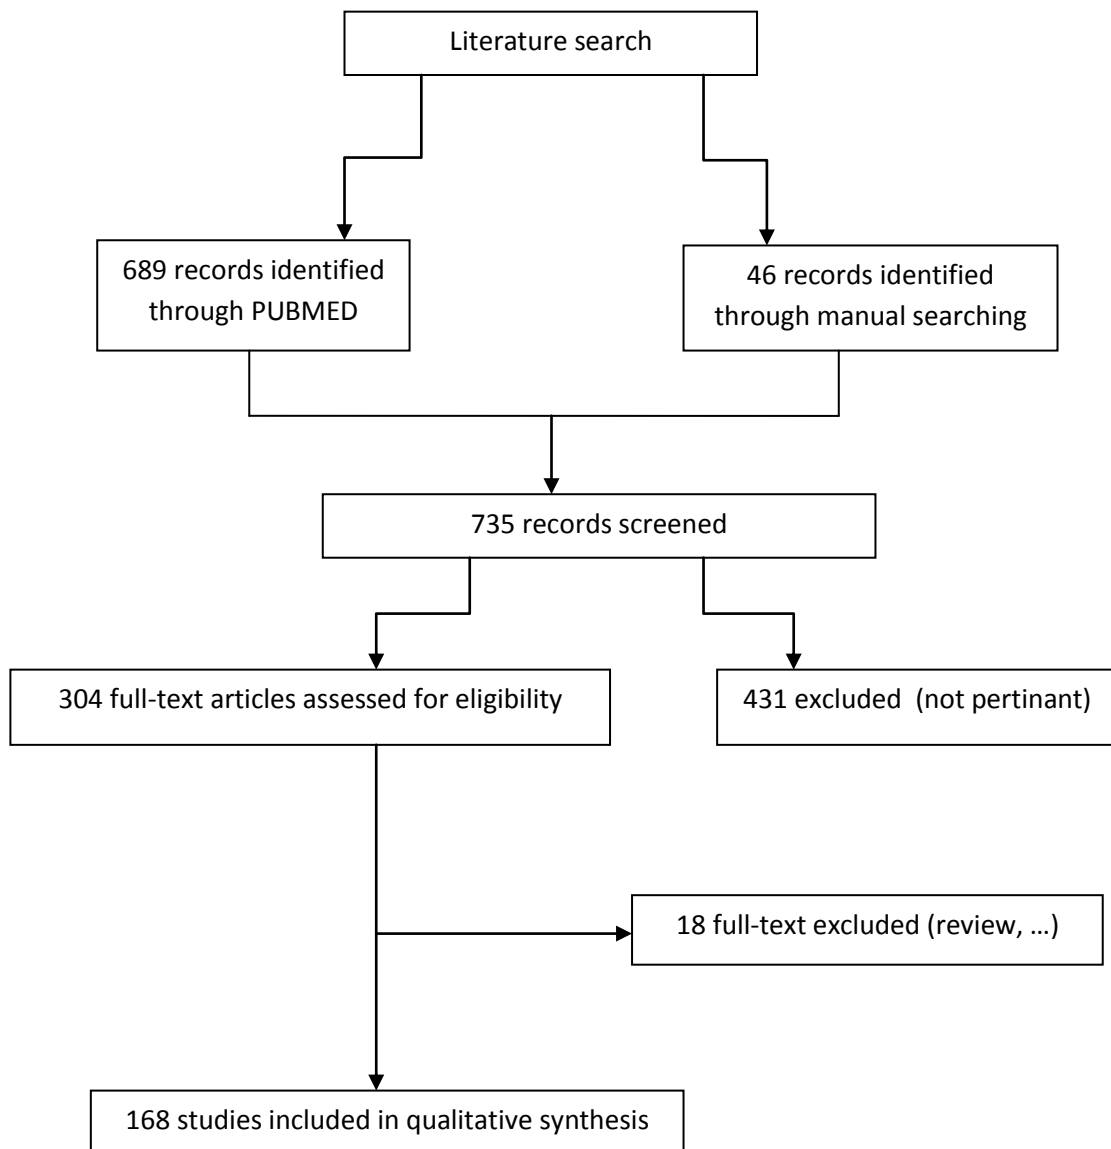 Literature search
689 records identified
through PUBMED
46 records identified
through manual searching
735 records screened
304 full-text articles assessed for eligibility
431 excluded  (not pertinant)
18 full-text excluded (review, …)
168 studies included in qualitative synthesis